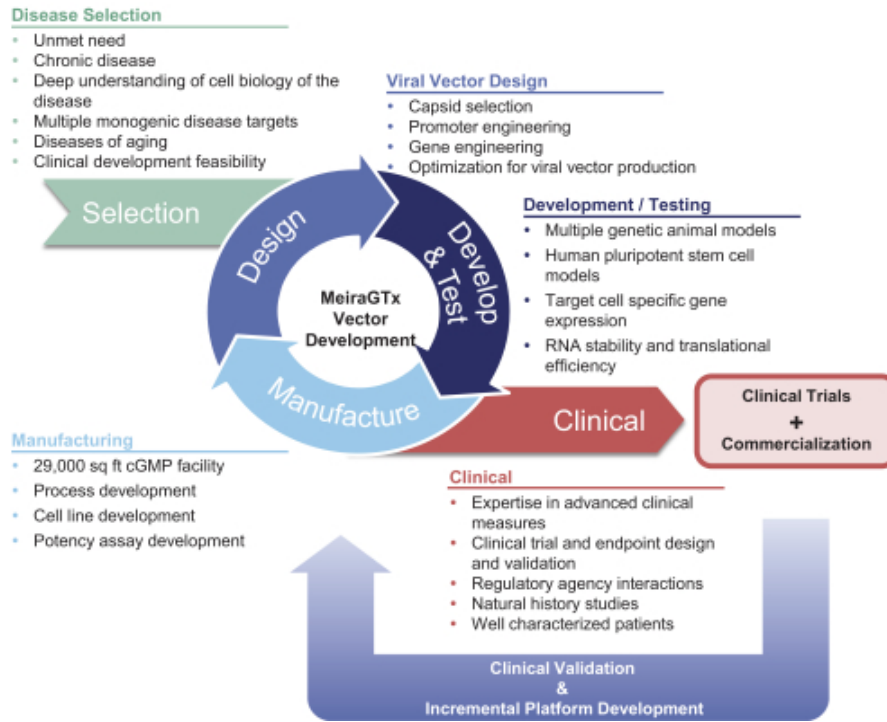 Disease Selection
• Unmet need
• Chronic disease
• Deep understanding of cell biology of the
disease
• Multiple monogenic disease targets
• Diseases of aging
• Clinical development feasibility
Viral Vector Design
• Capsid selection
• Promoter engineering
• Gene engineering
• Optimization for viral vector production
Selection
Design
Develop
& Test
Manufacture
MeiraGTx
Vector
Development
Development / Testing
• Multiple genetic animal models
• Human pluripotent stem cell
models
• Target cell specific gene
expression
• RNA stability and translational
efficiency
Clinical
Clinical Trials
+
Commercialization
Manufacturing
• 29,000 sq ft cGMP facility
• Process development
• Cell line development
• Potency assay development
Clinical
• Expertise in advanced clinical
measures
• Clinical trial and endpoint design
and validation
• Regulatory agency interactions
• Natural history studies
• Well characterized patients
Clinical Validation
&
Incremental Platform Development